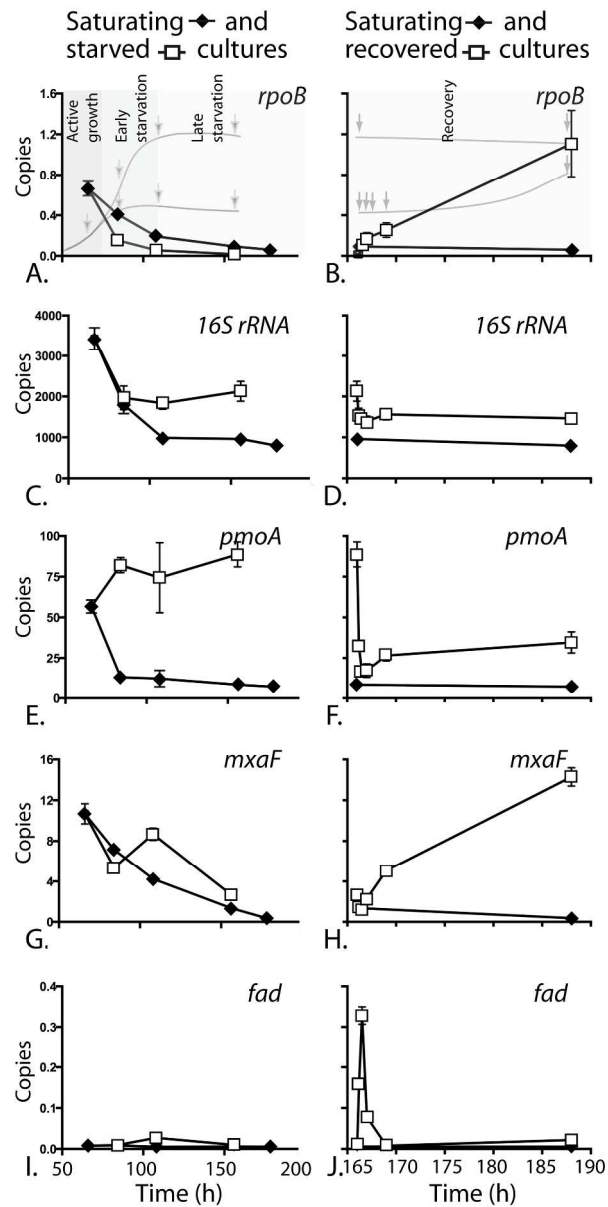 Saturating and
starved cultures
Saturating and
recovered cultures
A. rpoB
Active growth
Early starvation
Late starvation
Copies
1.6
1.2
0.8
0.4
0.0
B. rpoB
Recovery
C. 16S rRNA
Copies
4000
3000
2000
1000
0
D. 16S rRNA
E. pmoA
Copies
100
75
50
25
0
F. pmoA
G. mxaF
Copies
16
12
8
4
0
H. mxaF
I. fad
Copies
0.4
0.3
0.2
0.1
0.0
50 100 150 200
Time (h)
J. fad
165 170 175 180 185 190
Time (h)